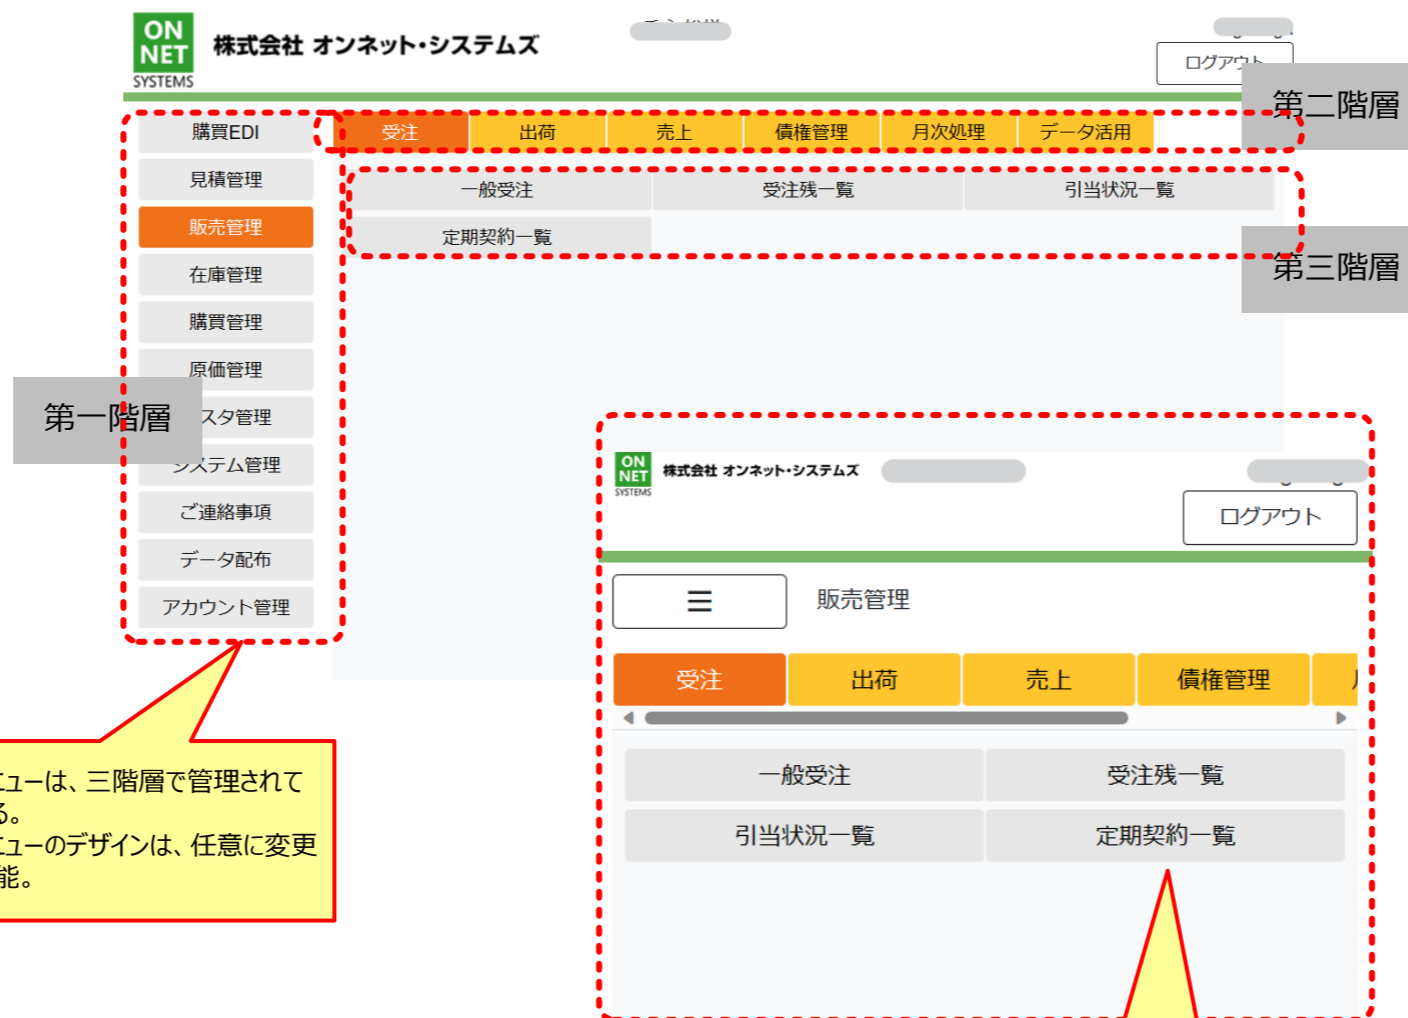 ON
NET
SYSTEMS
株式会社 オンネット・システムズ
ログアウト
第二階層
購買EDI
受注
出荷
売上
債権管理
月次処理
データ活用
見積管理
一般受注
受注残一覧
引当状況一覧
販売管理
定期契約一覧
第三階層
在庫管理
購買管理
原価管理
第一階層
スタ管理
システム管理
ご連絡事項
データ配布
アカウント管理
ON
NET
SYSTEMS
株式会社 オンネット・システムズ
ログアウト
☰
販売管理
受注
出荷
売上
債権管理
一般受注
受注残一覧
引当状況一覧
定期契約一覧
ニューは、三階層で管理されて
る。
ニューのデザインは、任意に変更
能。